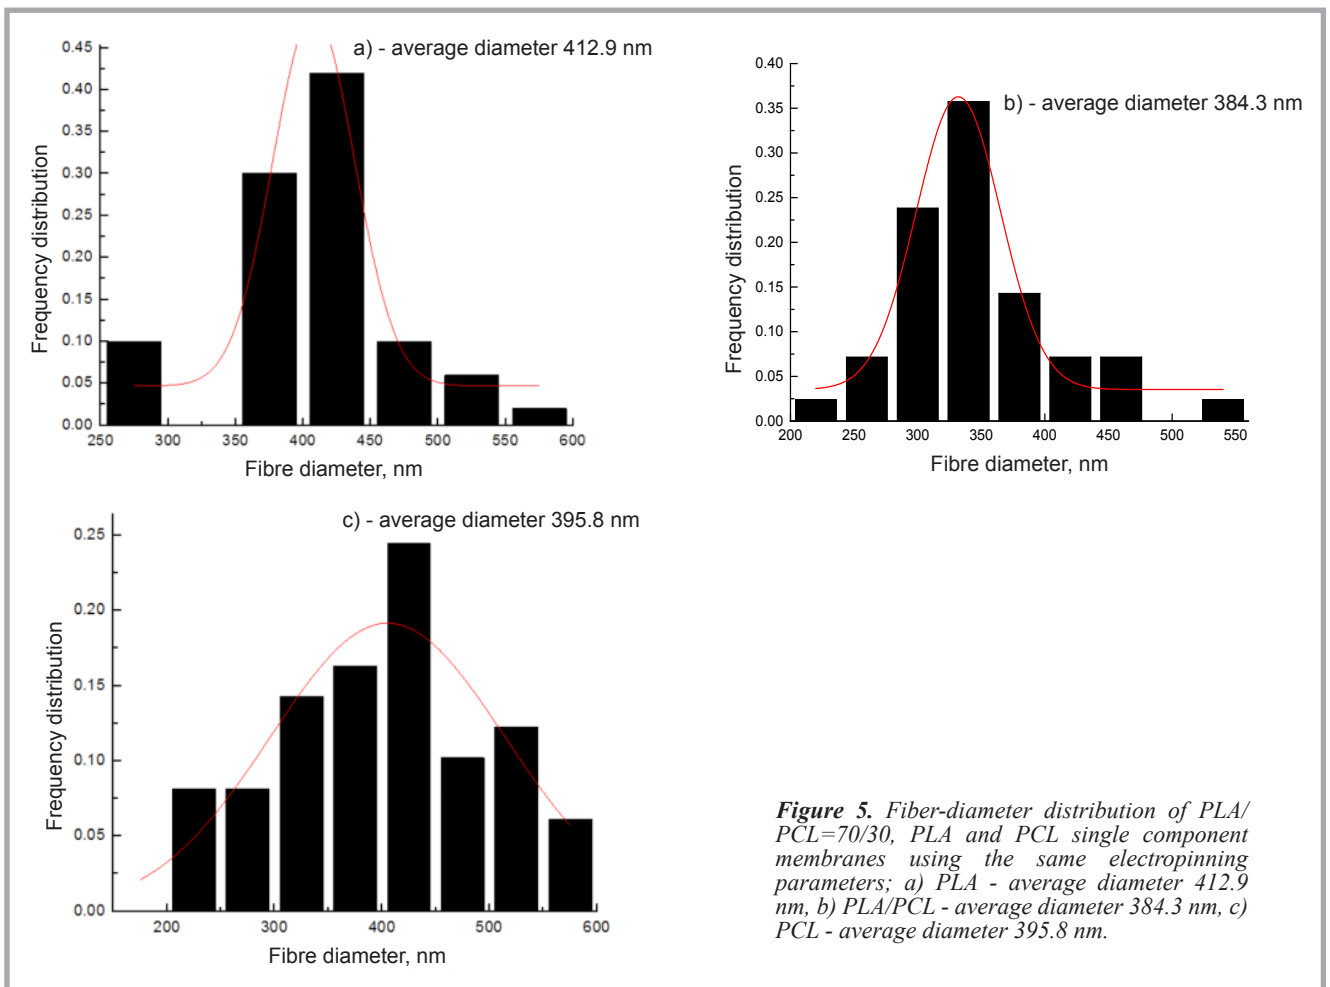 a) - average diameter 412.9 nm
0.45
0.40
0.35
0.30
0.25
0.20
0.15
0.10
0.05
0.00
Frequency distribution
250 300 350 400 450 500 550 600
Fibre diameter, nm
b) - average diameter 384.3 nm
0.40
0.35
0.30
0.25
0.20
0.15
0.10
0.05
0.00
Frequency distribution
200 250 300 350 400 450 500 550
Fibre diameter, nm
c) - average diameter 395.8 nm
0.25
0.20
0.15
0.10
0.05
0.00
Frequency distribution
200 300 400 500 600
Fibre diameter, nm
Figure 5. Fiber-diameter distribution of PLA/
PCL=70/30, PLA and PCL single component
membranes using the same electropinning
parameters; a) PLA - average diameter 412.9
nm, b) PLA/PCL - average diameter 384.3 nm, c)
PCL - average diameter 395.8 nm.